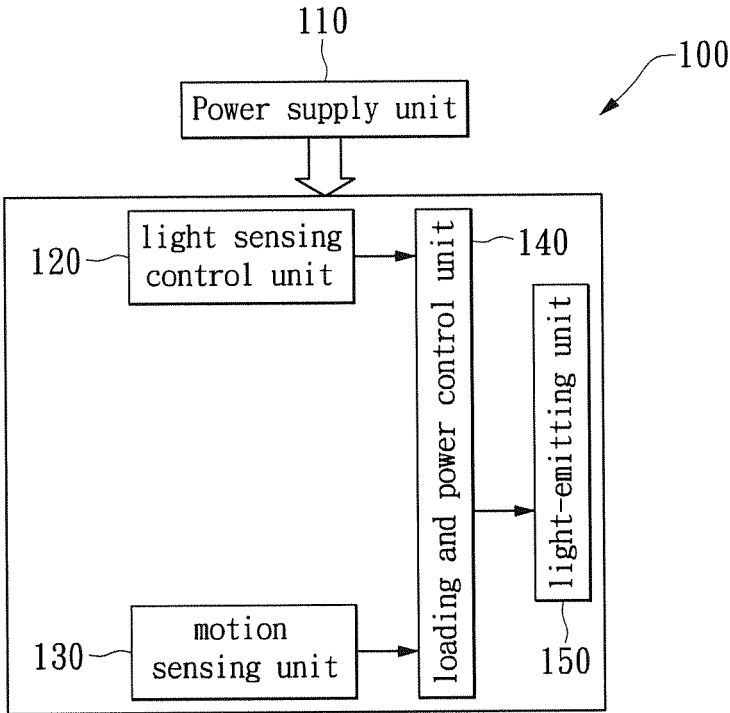 110
100
Power supply unit
light sensing
control unit
120
140
loading and power control unit
light-emitting unit
motion
sensing unit
130
150